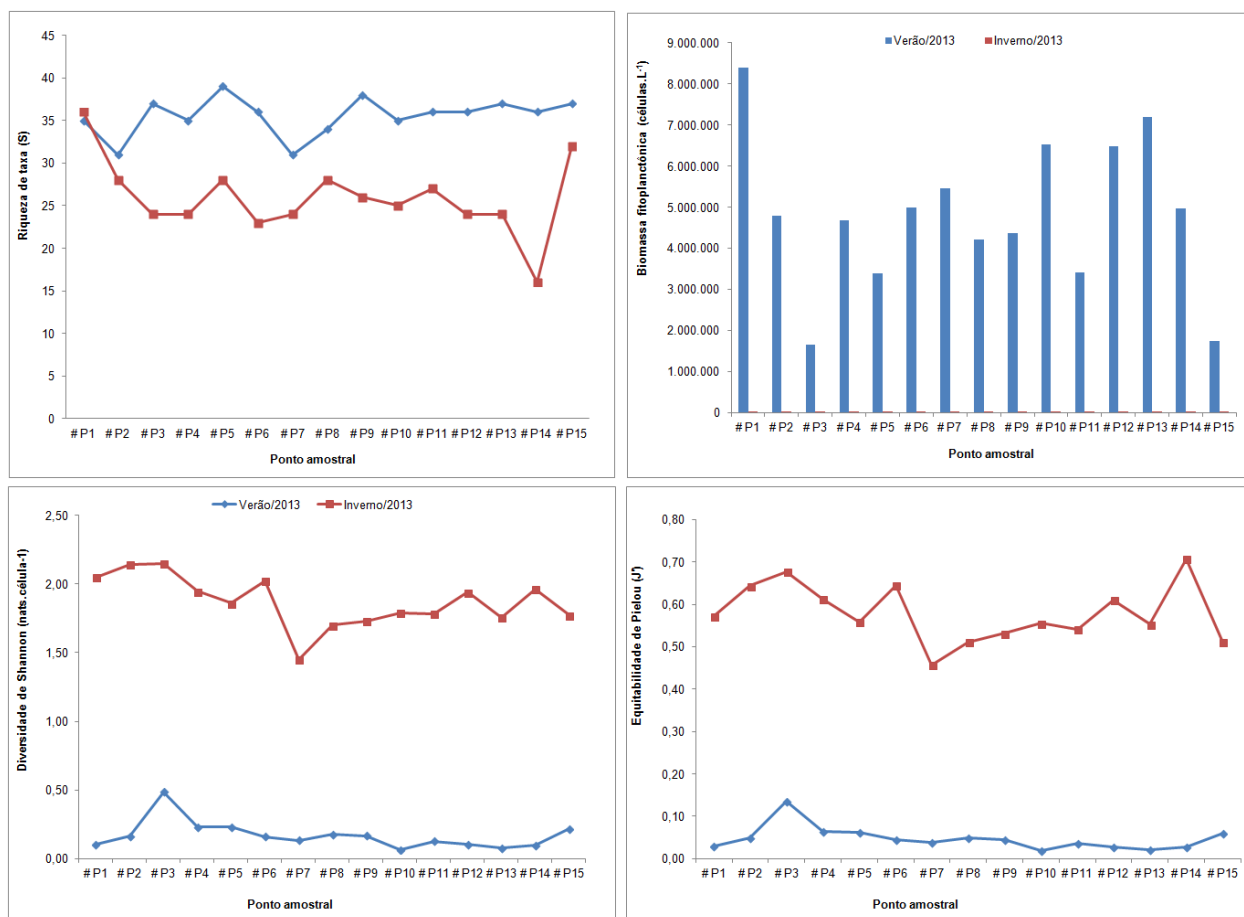 45
40
35
30
25
20
15
10
5
0
Riqueza de taxa (S)
# P1 # P2 # P3 # P4 # P5 # P6 # P7 # P8 # P9 # P10 # P11 # P12 # P13 # P14 # P15
Ponto amostral
Verão/2013 Inverno/2013
9.000.000
8.000.000
7.000.000
6.000.000
5.000.000
4.000.000
3.000.000
2.000.000
1.000.000
0
Biomassa fitoplanctónica (células.L-1)
# P1 # P2 # P3 # P4 # P5 # P6 # P7 # P8 # P9 # P10 # P11 # P12 # P13 # P14 # P15
Ponto amostral
Verão/2013 Inverno/2013
2,50
2,00
1,50
1,00
0,50
0,00
Diversidade de Shannon (nats.célula-1)
# P1 # P2 # P3 # P4 # P5 # P6 # P7 # P8 # P9 # P10 # P11 # P12 # P13 # P14 # P15
Ponto amostral
0,80
0,70
0,60
0,50
0,40
0,30
0,20
0,10
0,00
Equitabilidade de Pielou (J')
# P1 # P2 # P3 # P4 # P5 # P6 # P7 # P8 # P9 # P10 # P11 # P12 # P13 # P14 # P15
Ponto amostral